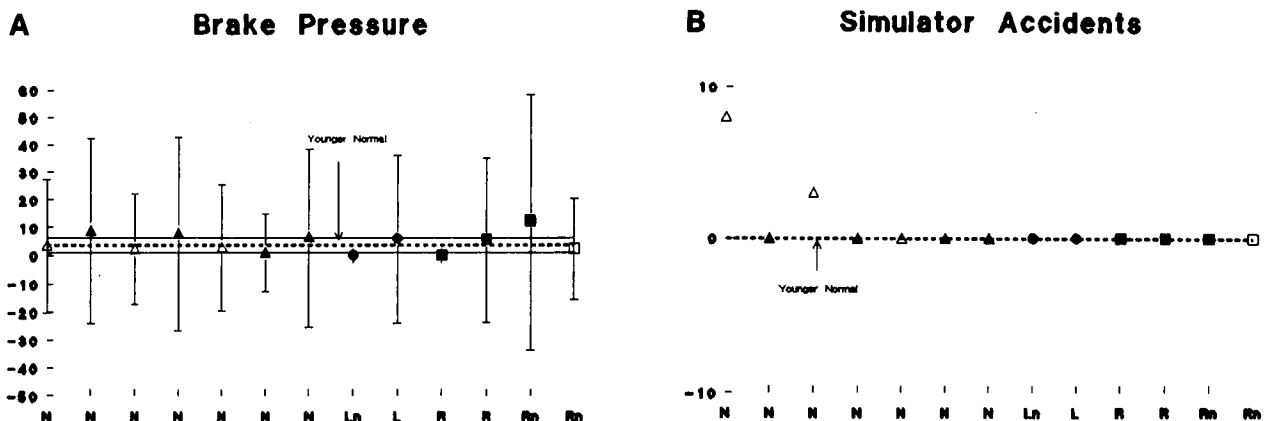 A Brake Pressure
60
50
40
30
20
10
0
-10
-20
-30
-40
-50
Younger Normal
N N N N N N N Ln L R R Rn Rn
B Simulator Accidents
10
0
-10
Younger Normal
N N N N N N N Ln L R R Rn Rn